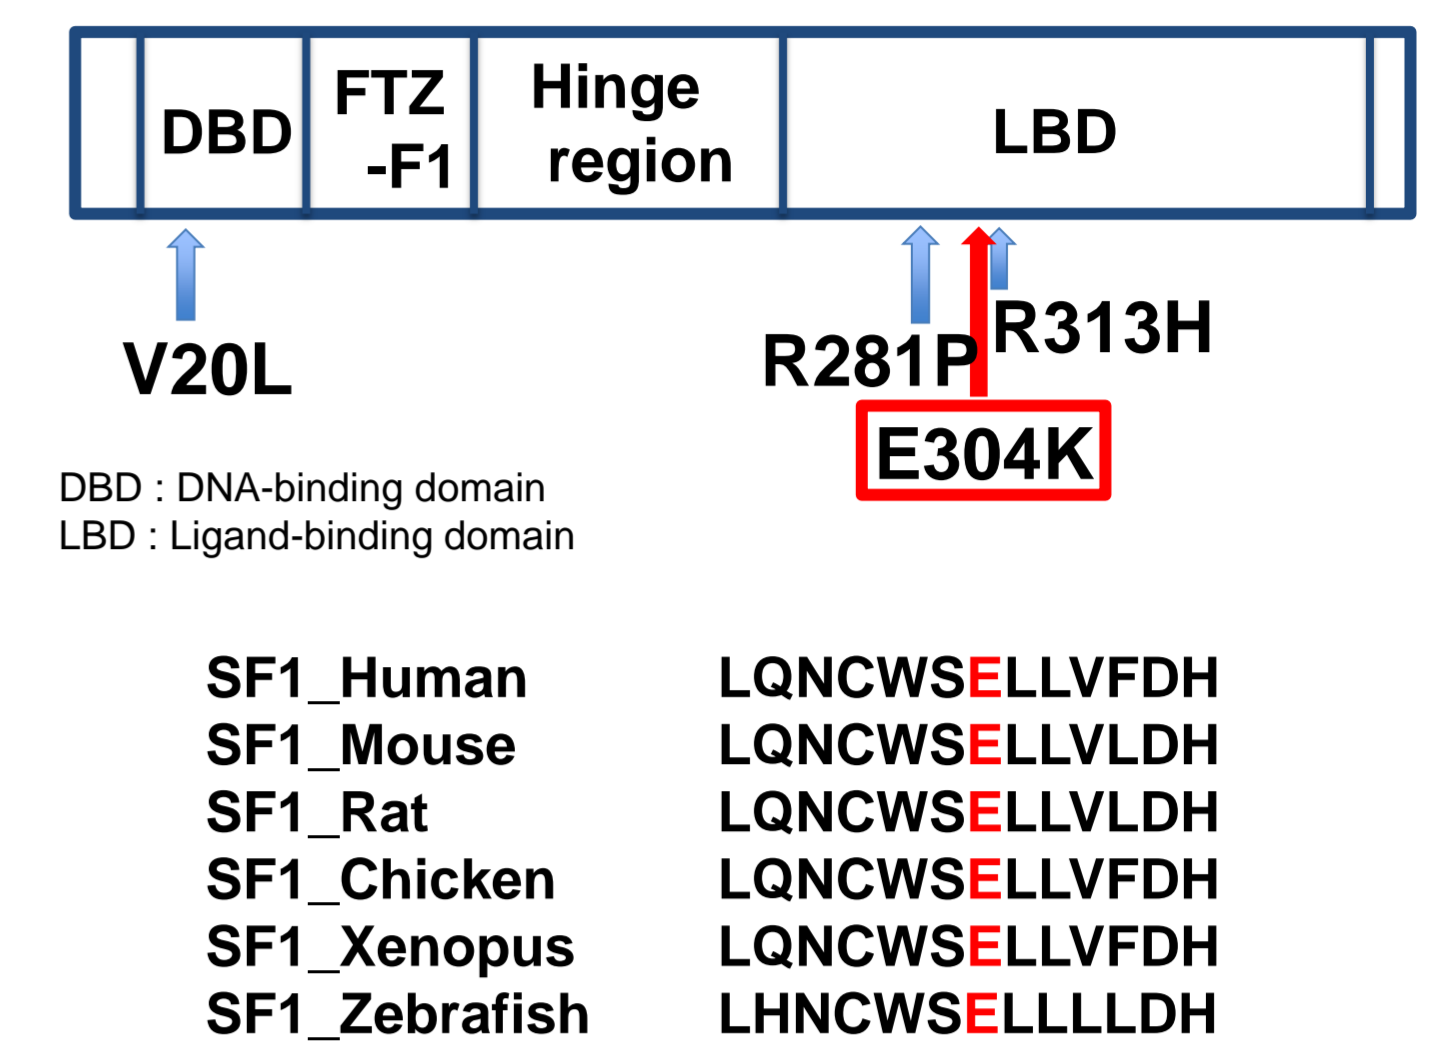 DBD
FTZ
-F1
Hinge
region
LBD
V20L
R281P
R313H
E304K
DBD : DNA-binding domain
LBD : Ligand-binding domain
SF1_Human LQNCWSELLVFDH
SF1_Mouse LQNCWSELLVLDH
SF1_Rat LQNCWSELLVLDH
SF1_Chicken LQNCWSELLVFDH
SF1_Xenopus LQNCWSELLVFDH
SF1_Zebrafish LHNCWSELLLLDH